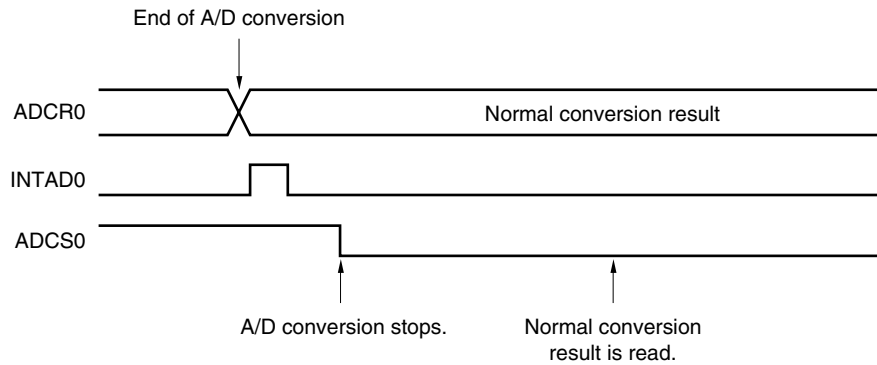 End of A/D conversion
ADCR0
Normal conversion result
INTAD0
ADCS0
A/D conversion stops.
Normal conversion
result is read.